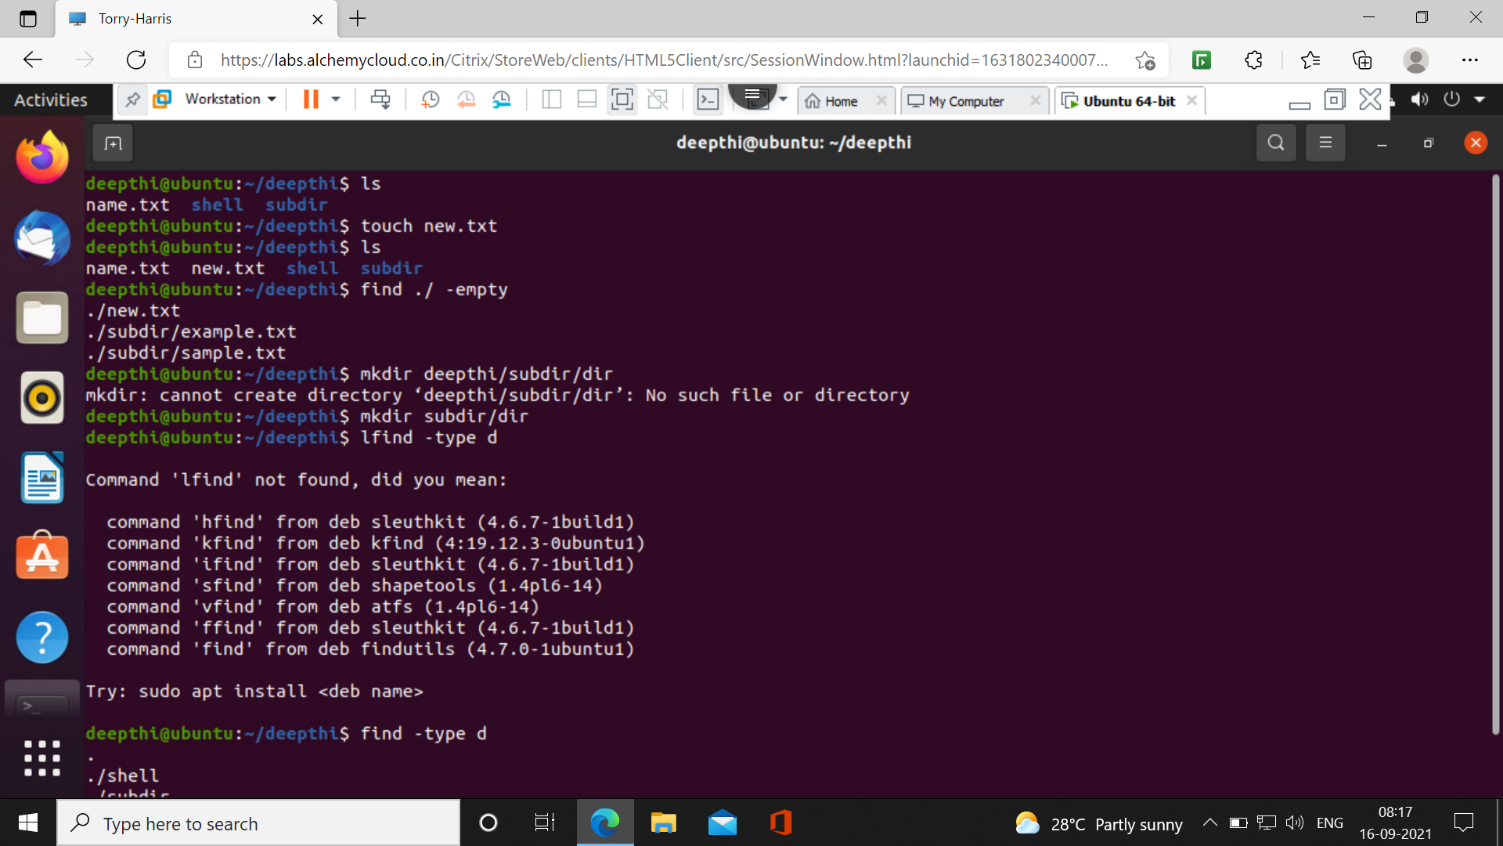 Torry-Harris
https://labs.alchemycloud.co.in/Citrix/StoreWeb/clients/HTML5Client/src/SessionWindow.html?launchid=1631802340007...
Activities
Workstation
Home
My Computer
Ubuntu 64-bit
deepthi@ubuntu: ~/deepthi
deepthi@ubuntu:~/deepthi$ ls
name.txt  shell  subdir
deepthi@ubuntu:~/deepthi$ touch new.txt
deepthi@ubuntu:~/deepthi$ ls
name.txt  new.txt  shell  subdir
deepthi@ubuntu:~/deepthi$ find ./ -empty
./new.txt
./subdir/example.txt
./subdir/sample.txt
deepthi@ubuntu:~/deepthi$ mkdir deepthi/subdir/dir
mkdir: cannot create directory ‘deepthi/subdir/dir’: No such file or directory
deepthi@ubuntu:~/deepthi$ mkdir subdir/dir
deepthi@ubuntu:~/deepthi$ lfind -type d
Command 'lfind' not found, did you mean:
command 'hfind' from deb sleuthkit (4.6.7-1build1)
command 'kfind' from deb kfind (4:19.12.3-0ubuntu1)
command 'ifind' from deb sleuthkit (4.6.7-1build1)
command 'sfind' from deb shapetools (1.4pl6-14)
command 'vfind' from deb atfs (1.4pl6-14)
command 'ffind' from deb sleuthkit (4.6.7-1build1)
command 'find' from deb findutils (4.7.0-1ubuntu1)
Try: sudo apt install <deb name>
deepthi@ubuntu:~/deepthi$ find -type d
.
./shell
./subdir
Type here to search
28°C Partly sunny
ENG
08:17
16-09-2021